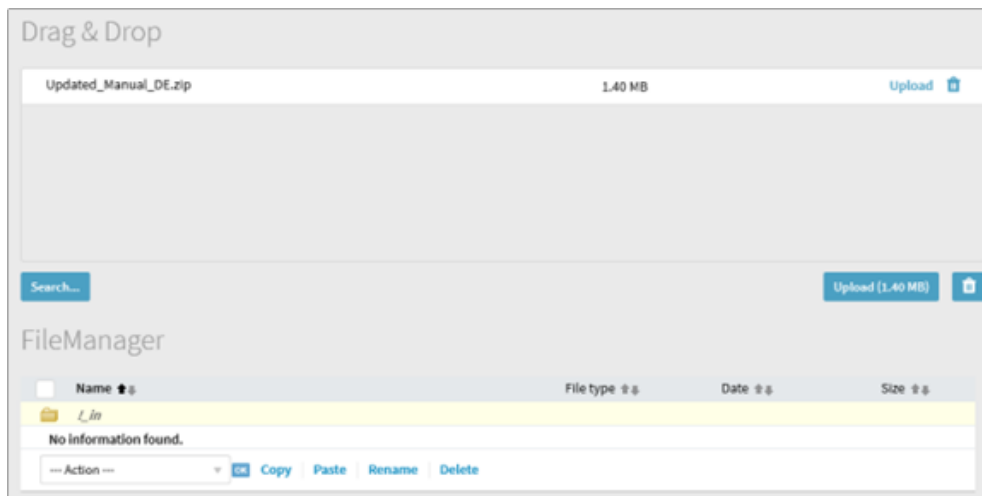 Drag & Drop
Updated_Manual_DE.zip 1.40 MB Upload
Search... Upload (1.40 MB)
FileManager
Name File type Date Size
/_in
No information found.
--- Action --- OK Copy Paste Rename Delete